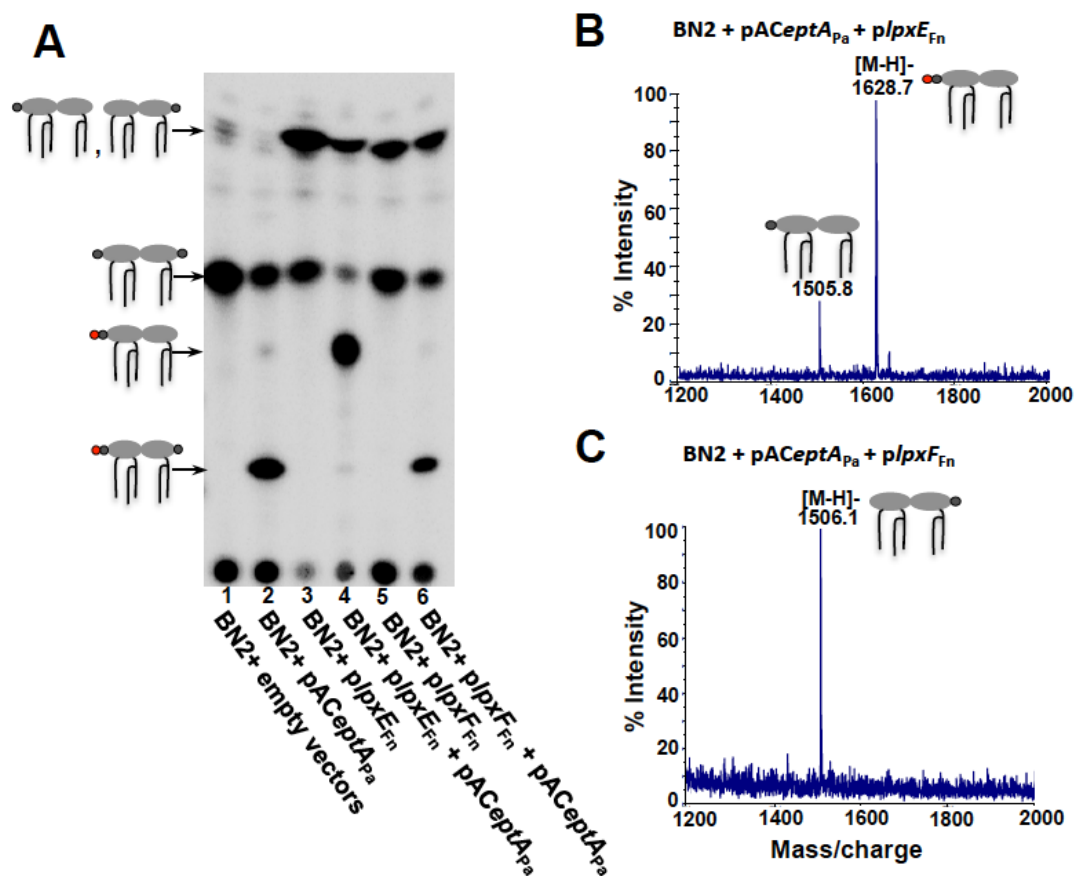 A
,
1 2 3 4 5 6
BN2+ empty vectors
BN2+ pACeptAPa
BN2+ plpxEFn
BN2+ plpxEFn + pACeptAPa
BN2+ plpxFFn
BN2+ plpxFFn + pACeptAPa
B
BN2 + pACeptAPa + plpxEFn
[M-H]-
1628.7
1505.8
100
80
60
40
20
0
% Intensity
1200 1400 1600 1800 2000
C
BN2 + pACeptAPa + plpxFFn
[M-H]-
1506.1
100
80
60
40
20
0
% Intensity
1200 1400 1600 1800 2000
Mass/charge